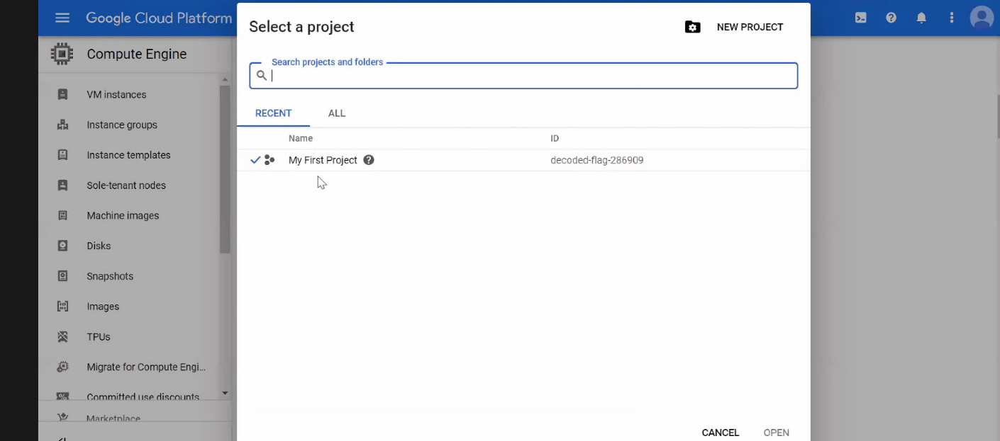 Google Cloud Platform
Compute Engine
VM instances
Instance groups
Instance templates
Sole-tenant nodes
Machine images
Disks
Snapshots
Images
TPUs
Migrate for Compute Engi...
Committed use discounts
Marketplace
Select a project
NEW PROJECT
Search projects and folders
RECENT ALL
Name ID
My First Project decoded-flag-286909
CANCEL OPEN